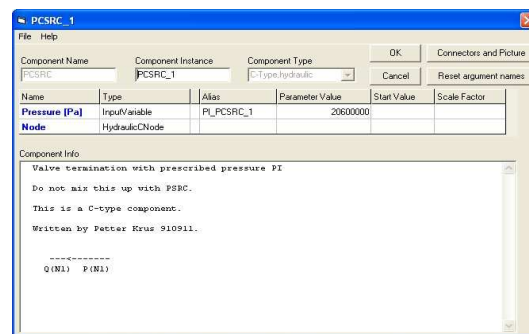 PCSRC_1
File Help
Component Name Component Instance Component Type OK Connectors and Picture
PCSRC PCSRC_1 C-Type.hydraulic Cancel Reset argument names
Name Type Alias Parameter Value Start Value Scale Factor
Pressure [Pa] InputVariable PI_PCSRC_1 20600000
Node HydraulicCNode
Component Info
Valve termination with prescribed pressure PI
Do not mix this up with PSRC.
This is a C-type component.
Written by Petter Krus 910911.
---<-------
Q(N1) P(N1)